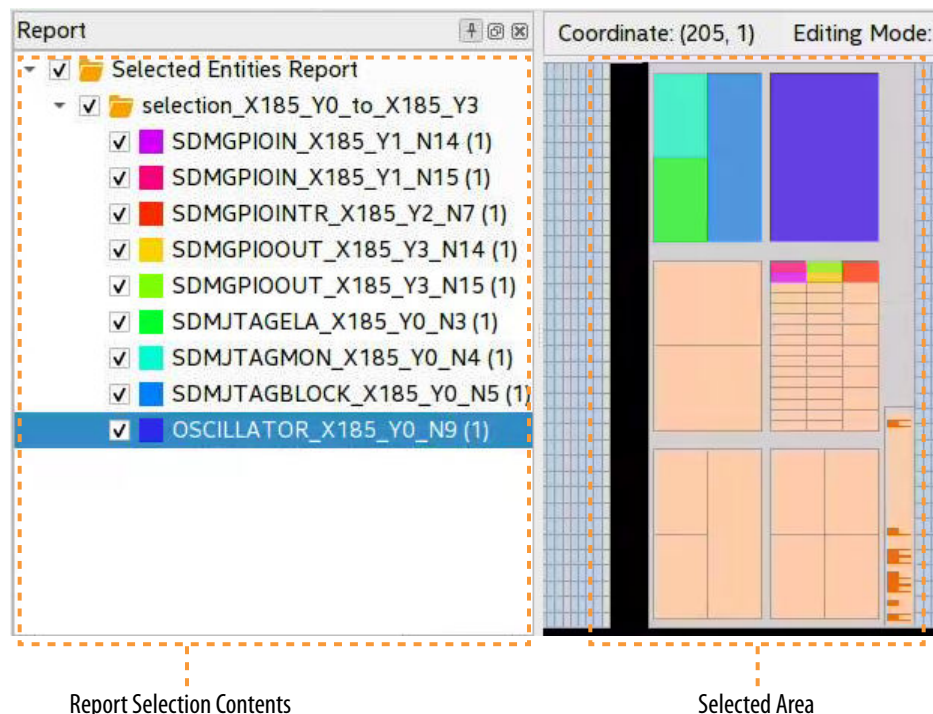 Report
Coordinate: (205, 1) Editing Mode:
Selected Entities Report
selection_X185_Y0_to_X185_Y3
SDMGPIOIN_X185_Y1_N14 (1)
SDMGPIOIN_X185_Y1_N15 (1)
SDMGPIOINTR_X185_Y2_N7 (1)
SDMGPIOOUT_X185_Y3_N14 (1)
SDMGPIOOUT_X185_Y3_N15 (1)
SDMJTAGELA_X185_Y0_N3 (1)
SDMJTAGMON_X185_Y0_N4 (1)
SDMJTAGBLOCK_X185_Y0_N5 (1)
OSCILLATOR_X185_Y0_N9 (1)
Report Selection Contents
Selected Area